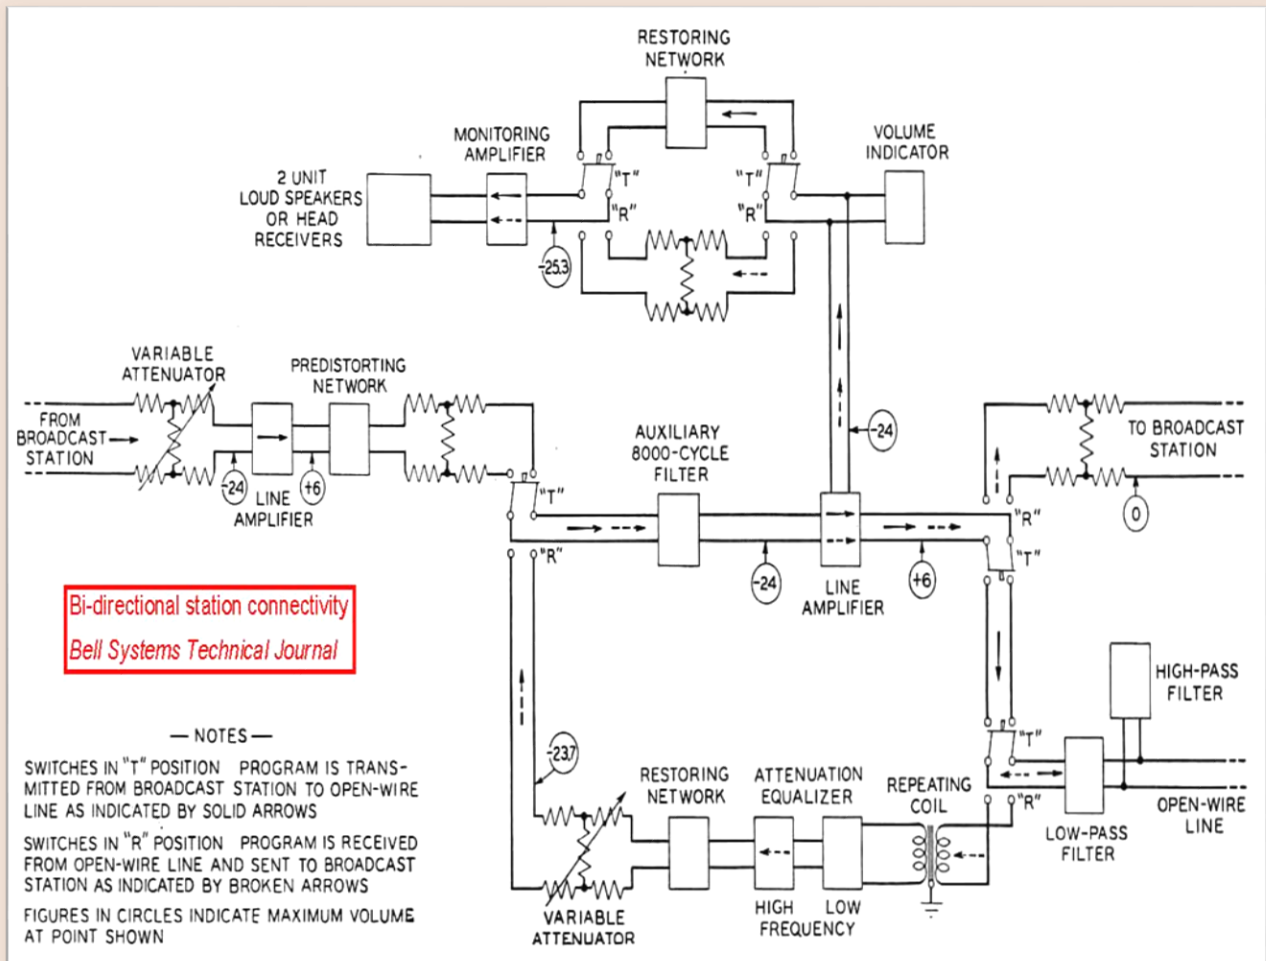 RESTORING
NETWORK
MONITORING
AMPLIFIER
VOLUME
INDICATOR
2 UNIT
LOUD SPEAKERS
OR HEAD
RECEIVERS
"T"
"R"
"T"
"R"
-25.3
VARIABLE
ATTENUATOR
PREDISTORTING
NETWORK
FROM
BROADCAST
STATION
-24
LINE
AMPLIFIER
+6
"T"
"R"
AUXILIARY
8000-CYCLE
FILTER
-24
-24
LINE
AMPLIFIER
+6
TO BROADCAST
STATION
0
"R"
"T"
Bi-directional station connectivity
Bell Systems Technical Journal
HIGH-PASS
FILTER
"T"
"R"
OPEN-WIRE
LINE
LOW-PASS
FILTER
-23.7
RESTORING
NETWORK
ATTENUATION
EQUALIZER
REPEATING
COIL
VARIABLE
ATTENUATOR
HIGH LOW
FREQUENCY
—NOTES—
SWITCHES IN "T" POSITION PROGRAM IS TRANS-
MITTED FROM BROADCAST STATION TO OPEN-WIRE
LINE AS INDICATED BY SOLID ARROWS
SWITCHES IN "R" POSITION PROGRAM IS RECEIVED
FROM OPEN-WIRE LINE AND SENT TO BROADCAST
STATION AS INDICATED BY BROKEN ARROWS
FIGURES IN CIRCLES INDICATE MAXIMUM VOLUME
AT POINT SHOWN